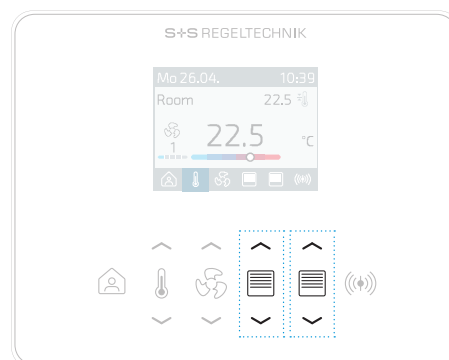 S+S REGELTECHNIK
Mo 26.04. 10:39
Room 22.5
22.5 °C
1